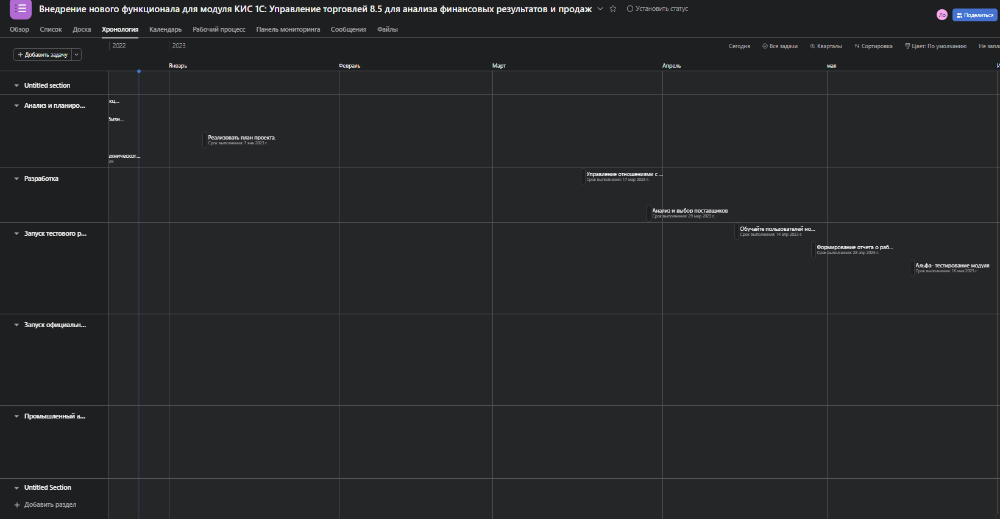 Внедрение нового функционала для модуля КИС 1С: Управление торговлей 8.5 для анализа финансовых результатов и продаж
Установить статус
Ло
Поделиться
Обзор Список Доска Хронология Календарь Рабочий процесс Панель мониторинга Сообщения Файлы
Добавить задачу
2022 2023
Сегодня Все задачи Кварталы Сортировка Цвет: По умолчанию Не запла
Январь Февраль Март Апрель мая И
Untitled section
Анализ и планиро...
кц...
бизн...
Реализовать план проекта.
Срок выполнения: 7 янв 2023 г.
ехническог...
ек
Разработка
Управление отношениями с ...
Срок выполнения: 17 мар 2023 г.
Анализ и выбор поставщиков
Срок выполнения: 29 мар 2023 г.
Запуск тестового р...
Обучайте пользователей но...
Срок выполнения: 14 апр 2023 г.
Формирование отчета о раб...
Срок выполнения: 28 апр 2023 г.
Альфа- тестирование модуля
Срок выполнения: 16 мая 2023 г.
Запуск официальн...
Промышленный а...
Untitled Section
Добавить раздел